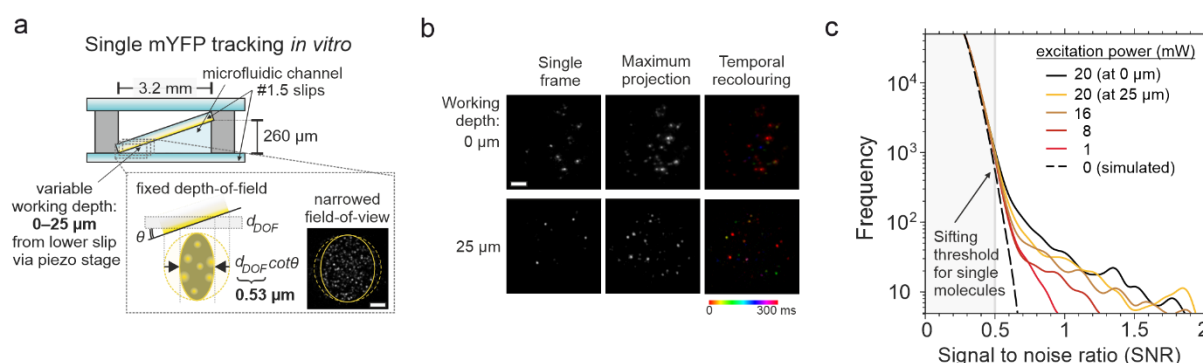 a
Single mYFP tracking in vitro
microfluidic channel
#1.5 slips
3.2 mm
260 µm
variable
working depth:
0–25 µm
from lower slip
via piezo stage
fixed depth-of-field
narrowed
field-of-view
θ
dDOF
dDOFcotθ
0.53 µm
b
Single
frame
Maximum
projection
Temporal
recolouring
Working
depth:
0 µm
25 µm
0
300 ms
c
Frequency
10⁴
10³
10²
10
excitation power (mW)
20 (at 0 µm)
20 (at 25 µm)
16
8
1
0 (simulated)
Sifting
threshold
for single
molecules
0 0.5 1 1.5 2
Signal to noise ratio (SNR)